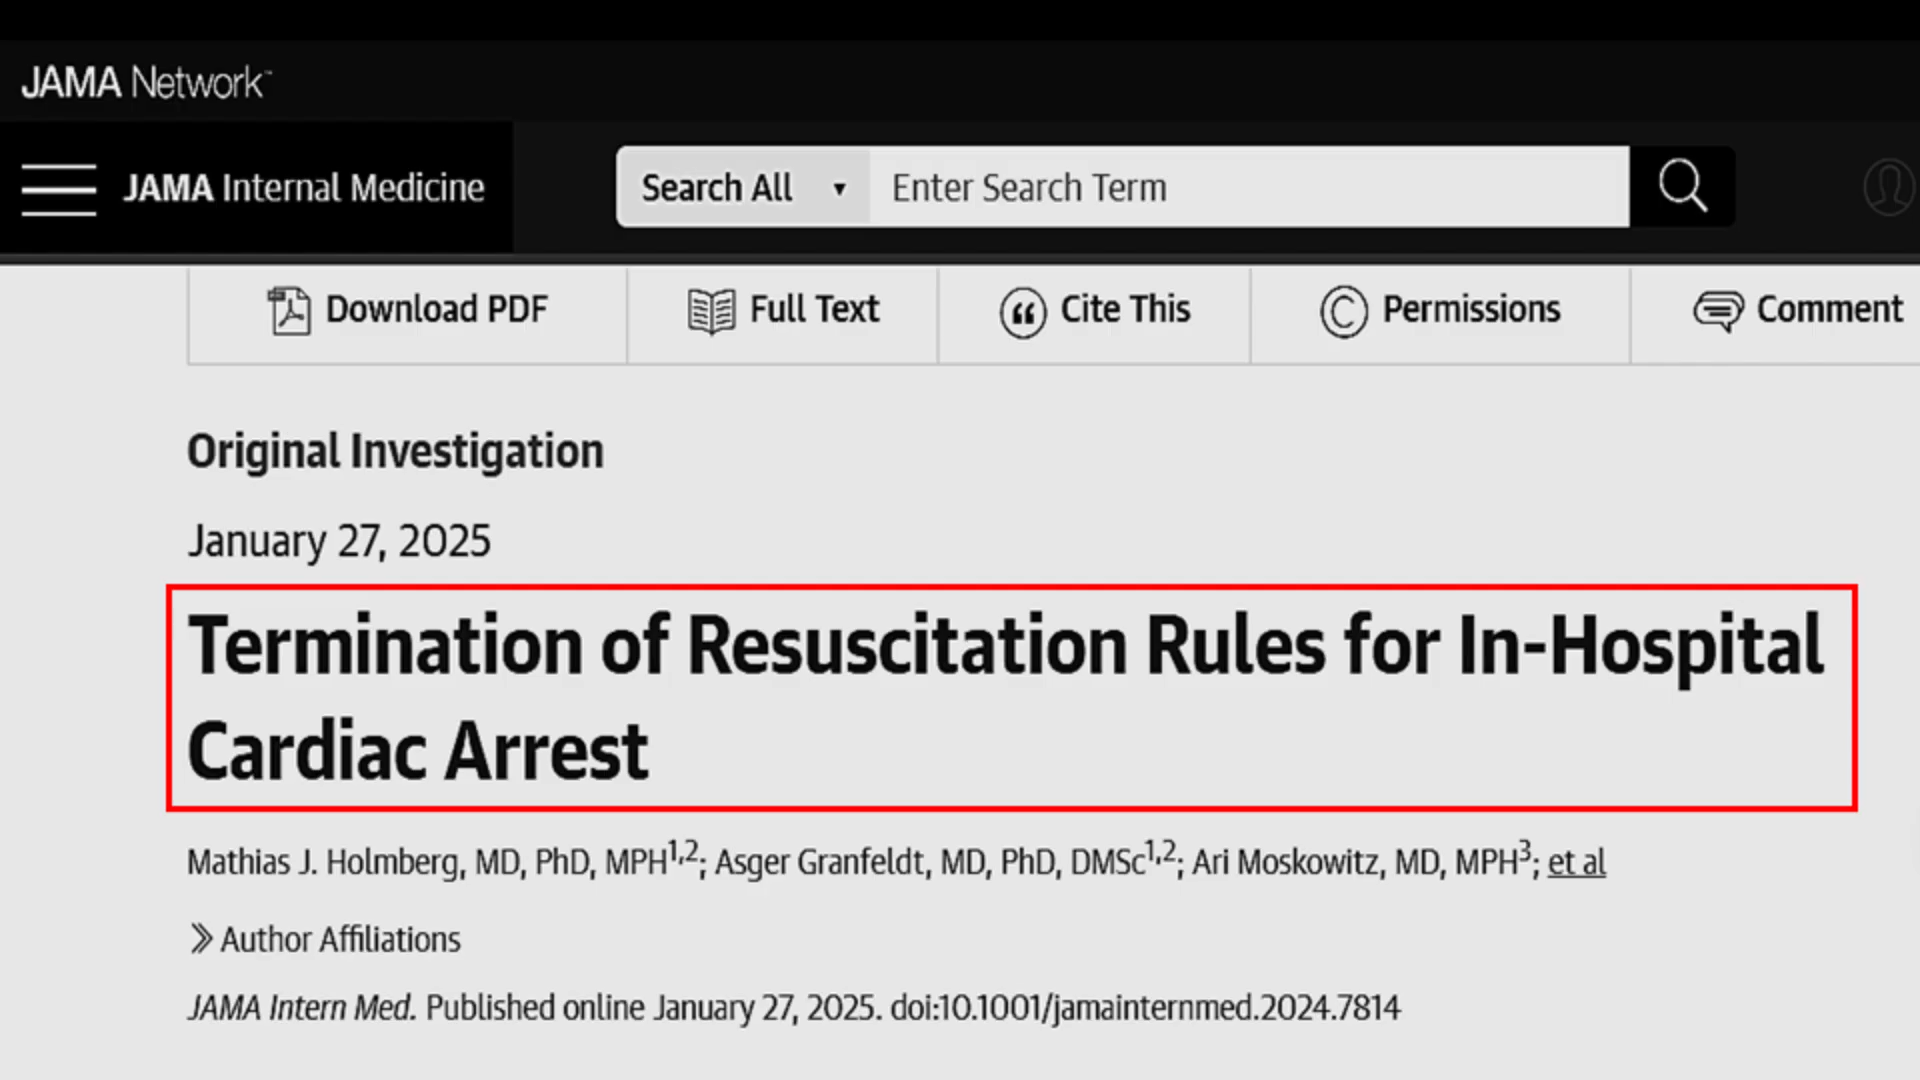 JAMA Network™
JAMA Internal Medicine
Search All ▼ Enter Search Term
Download PDF
Full Text
Cite This
Permissions
Comment
Original Investigation
January 27, 2025
Termination of Resuscitation Rules for In-Hospital
Cardiac Arrest
Mathias J. Holmberg, MD, PhD, MPH1,2; Asger Granfeldt, MD, PhD, DMSc1,2; Ari Moskowitz, MD, MPH3; et al
Author Affiliations
JAMA Intern Med. Published online January 27, 2025. doi:10.1001/jamainternmed.2024.7814